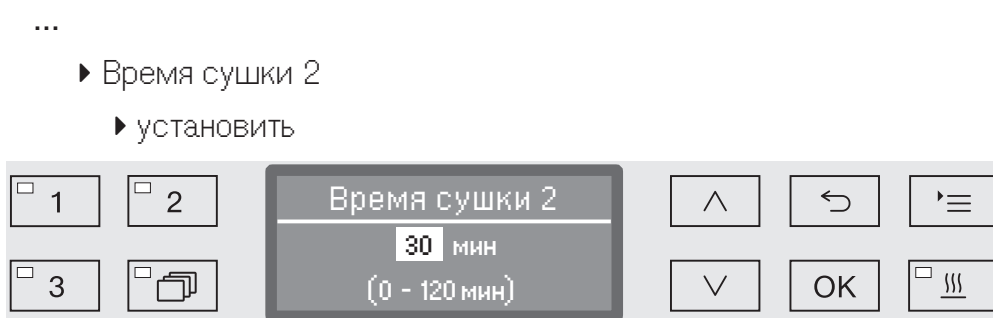 ...
▶ Время сушки 2
▶ установить
1 2 Время сушки 2
30 мин
3 (0 - 120 мин) OK